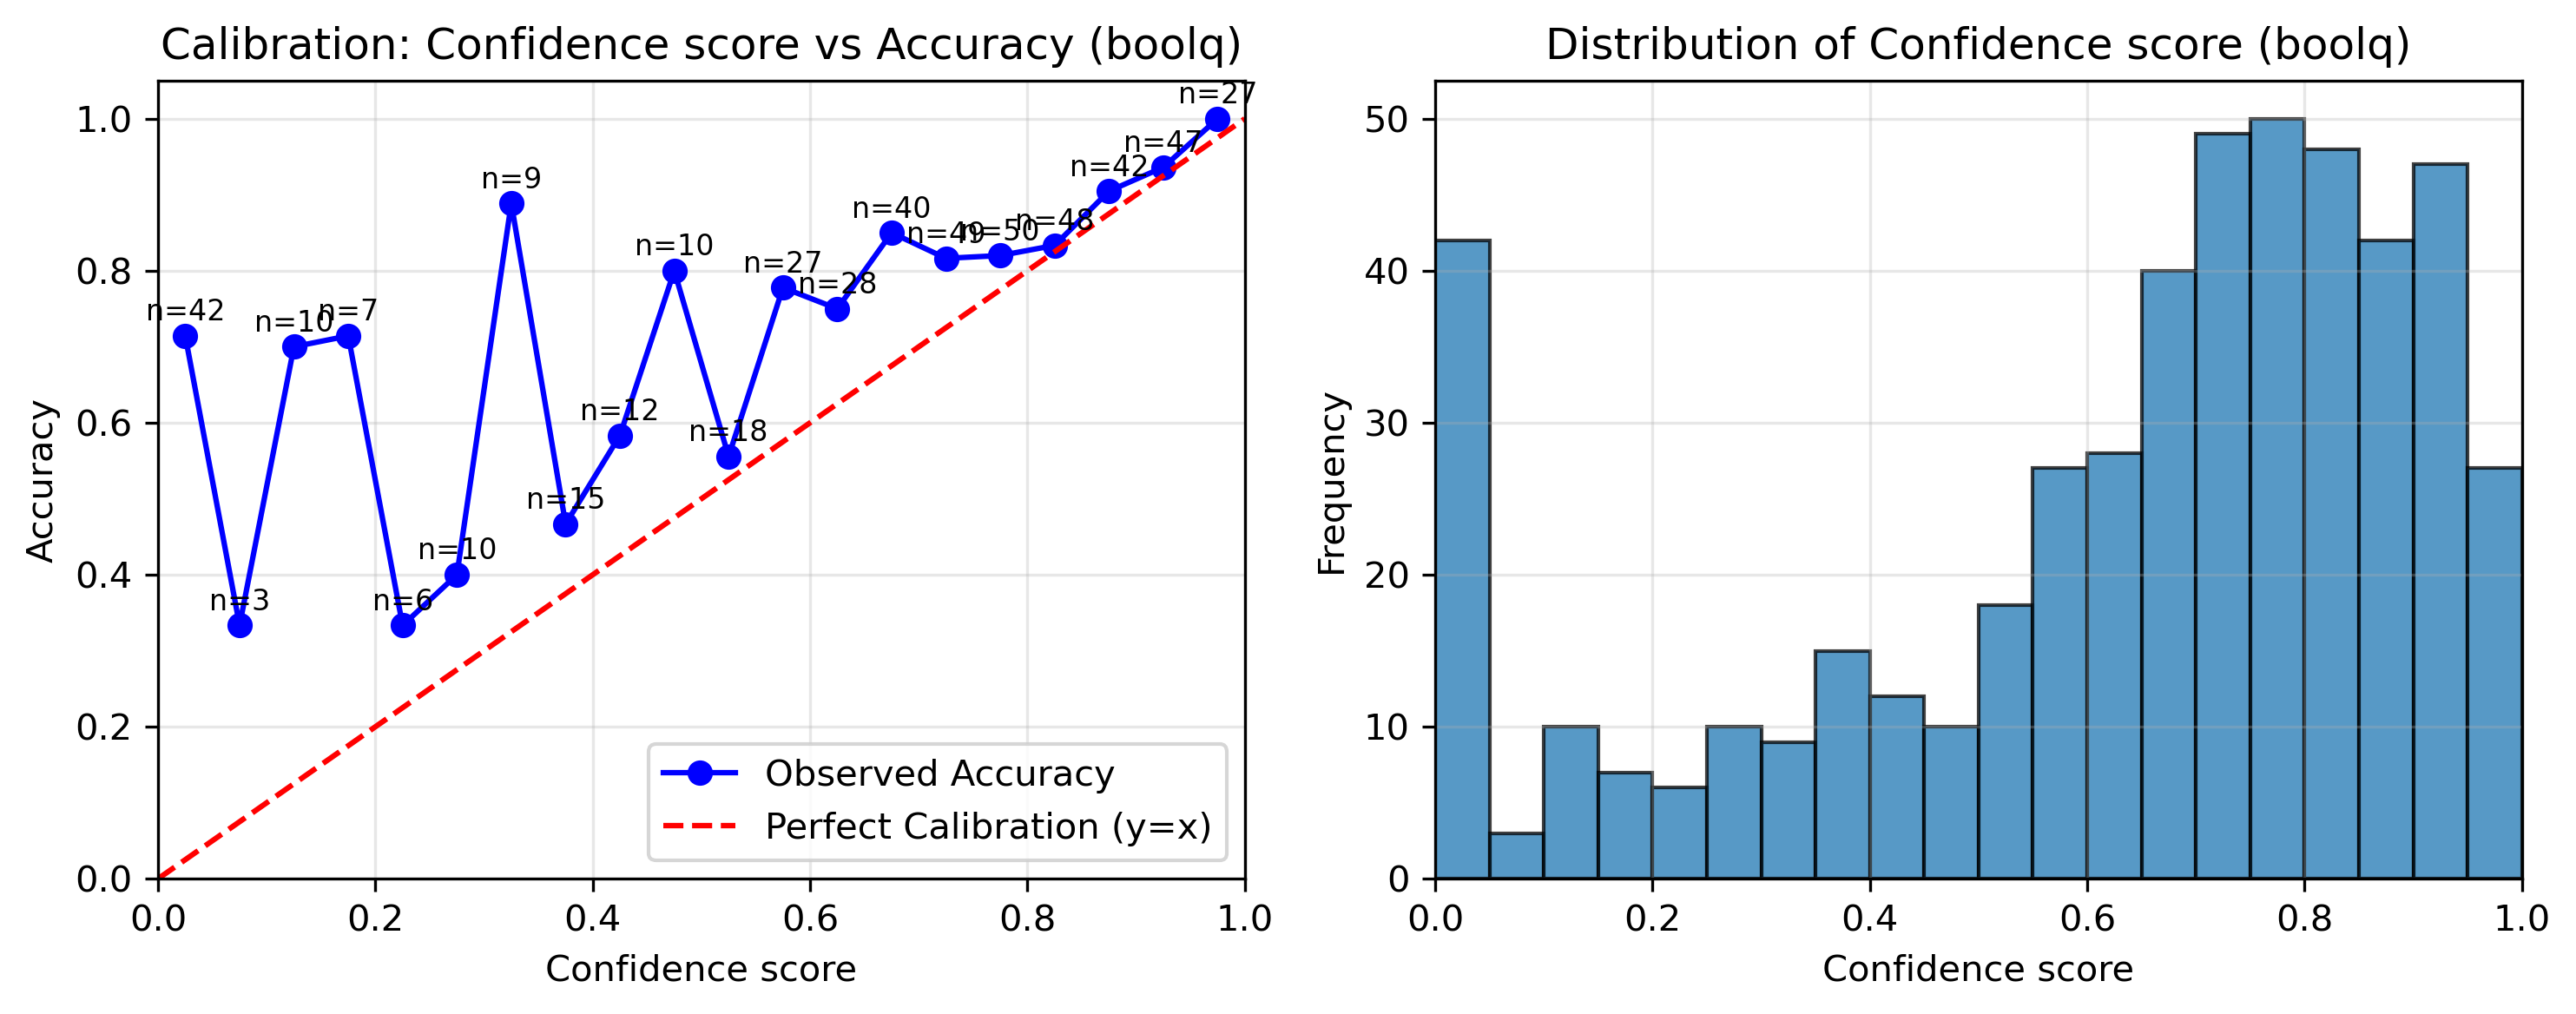 Calibration: Confidence score vs Accuracy (boolq)
n=42
n=3
n=10
n=7
n=6
n=10
n=9
n=15
n=12
n=10
n=18
n=27
n=28
n=40
n=49
n=50
n=48
n=42
n=47
n=27
Accuracy
1.0
0.8
0.6
0.4
0.2
0.0
Observed Accuracy
Perfect Calibration (y=x)
0.0 0.2 0.4 0.6 0.8 1.0
Confidence score
Distribution of Confidence score (boolq)
Frequency
50
40
30
20
10
0
0.0 0.2 0.4 0.6 0.8 1.0
Confidence score